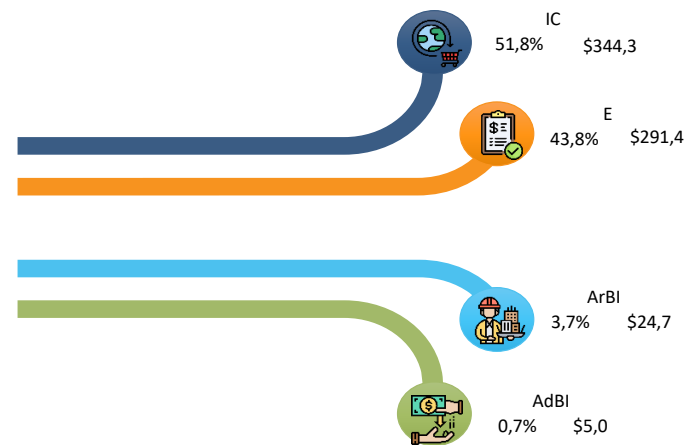 IC
51,8% $344,3
E
43,8% $291,4
ArBI
3,7% $24,7
AdBI
0,7% $5,0